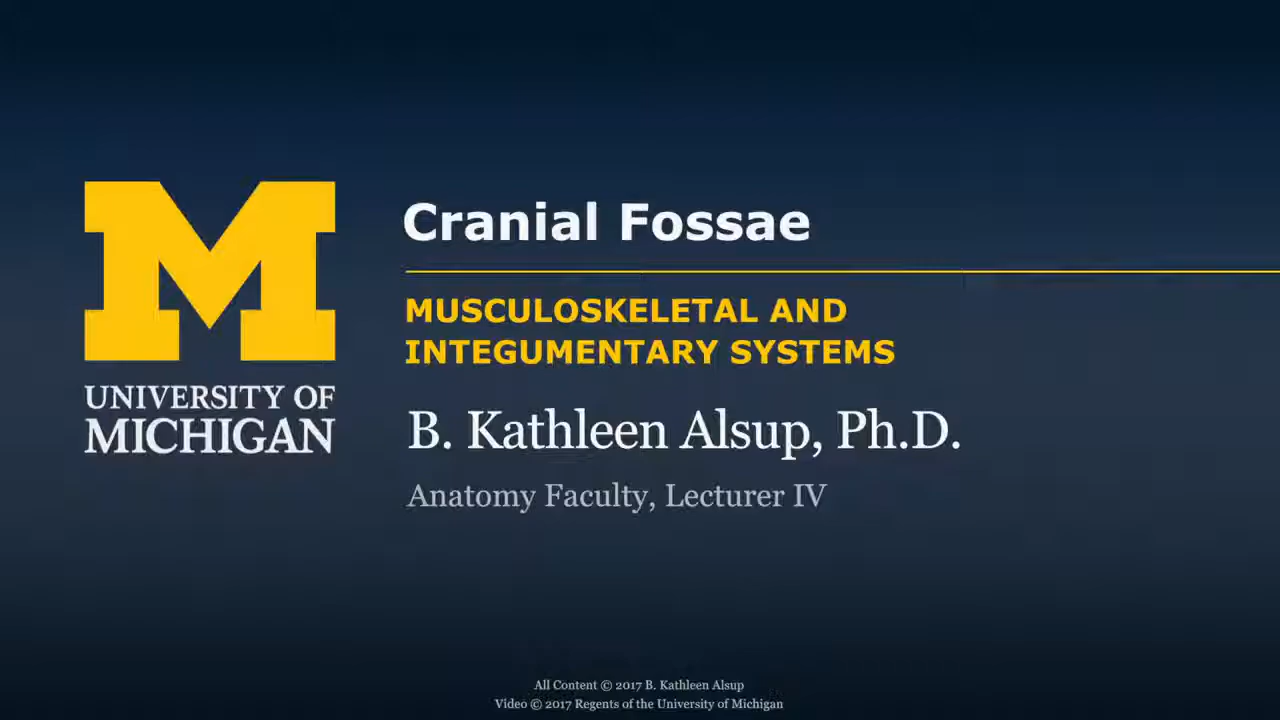 Cranial Fossae
MUSCULOSKELETAL AND
INTEGUMENTARY SYSTEMS
B. Kathleen Alsup, Ph.D.
Anatomy Faculty, Lecturer IV
M
UNIVERSITY OF
MICHIGAN
All Content © 2017 B. Kathleen Alsup
Video © 2017 Regents of the University of Michigan